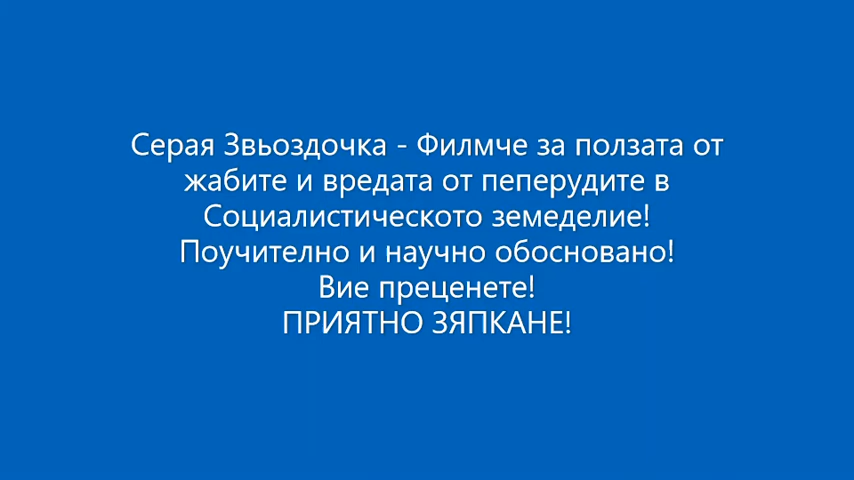 Серая Звьоздочка - Филмче за ползата от
жабите и вредата от пеперудите в
Социалистическото земеделие!
Поучително и научно обосновано!
Вие преценете!
ПРИЯТНО ЗЯПКАНЕ!